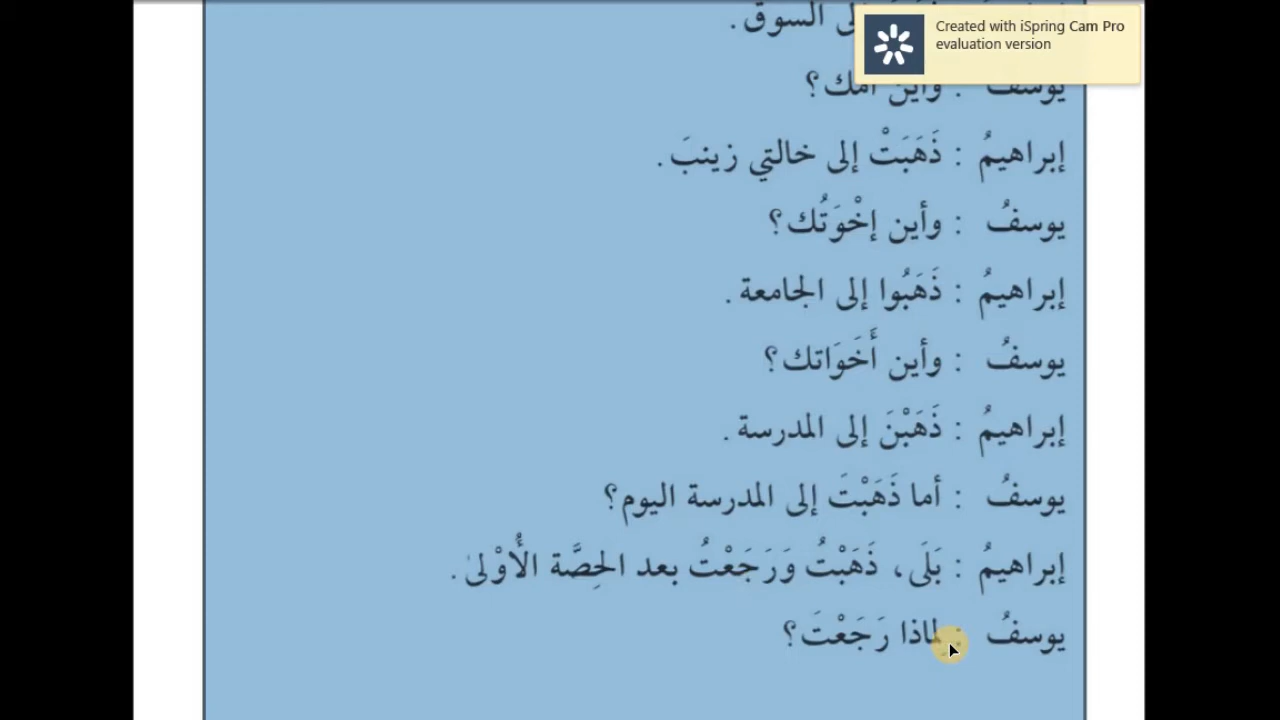 إلى السوق.
Created with iSpring Cam Pro
evaluation version
يوسفُ : وأين أمك؟
إبراهيمُ : ذَهَبَتْ إلى خالتي زينبَ.
يوسفُ : وأين إخْوَتُك؟
إبراهيمُ : ذَهَبُوا إلى الجامعة.
يوسفُ : وأين أَخَوَاتك؟
إبراهيمُ : ذَهَبْنَ إلى المدرسة.
يوسفُ : أما ذَهَبْتَ إلى المدرسة اليوم؟
إبراهيمُ : بَلَى، ذَهَبْتُ وَرَجَعْتُ بعد الحِصَّة الأُوْلىٰ.
يوسفُ : لماذا رَجَعْتَ؟